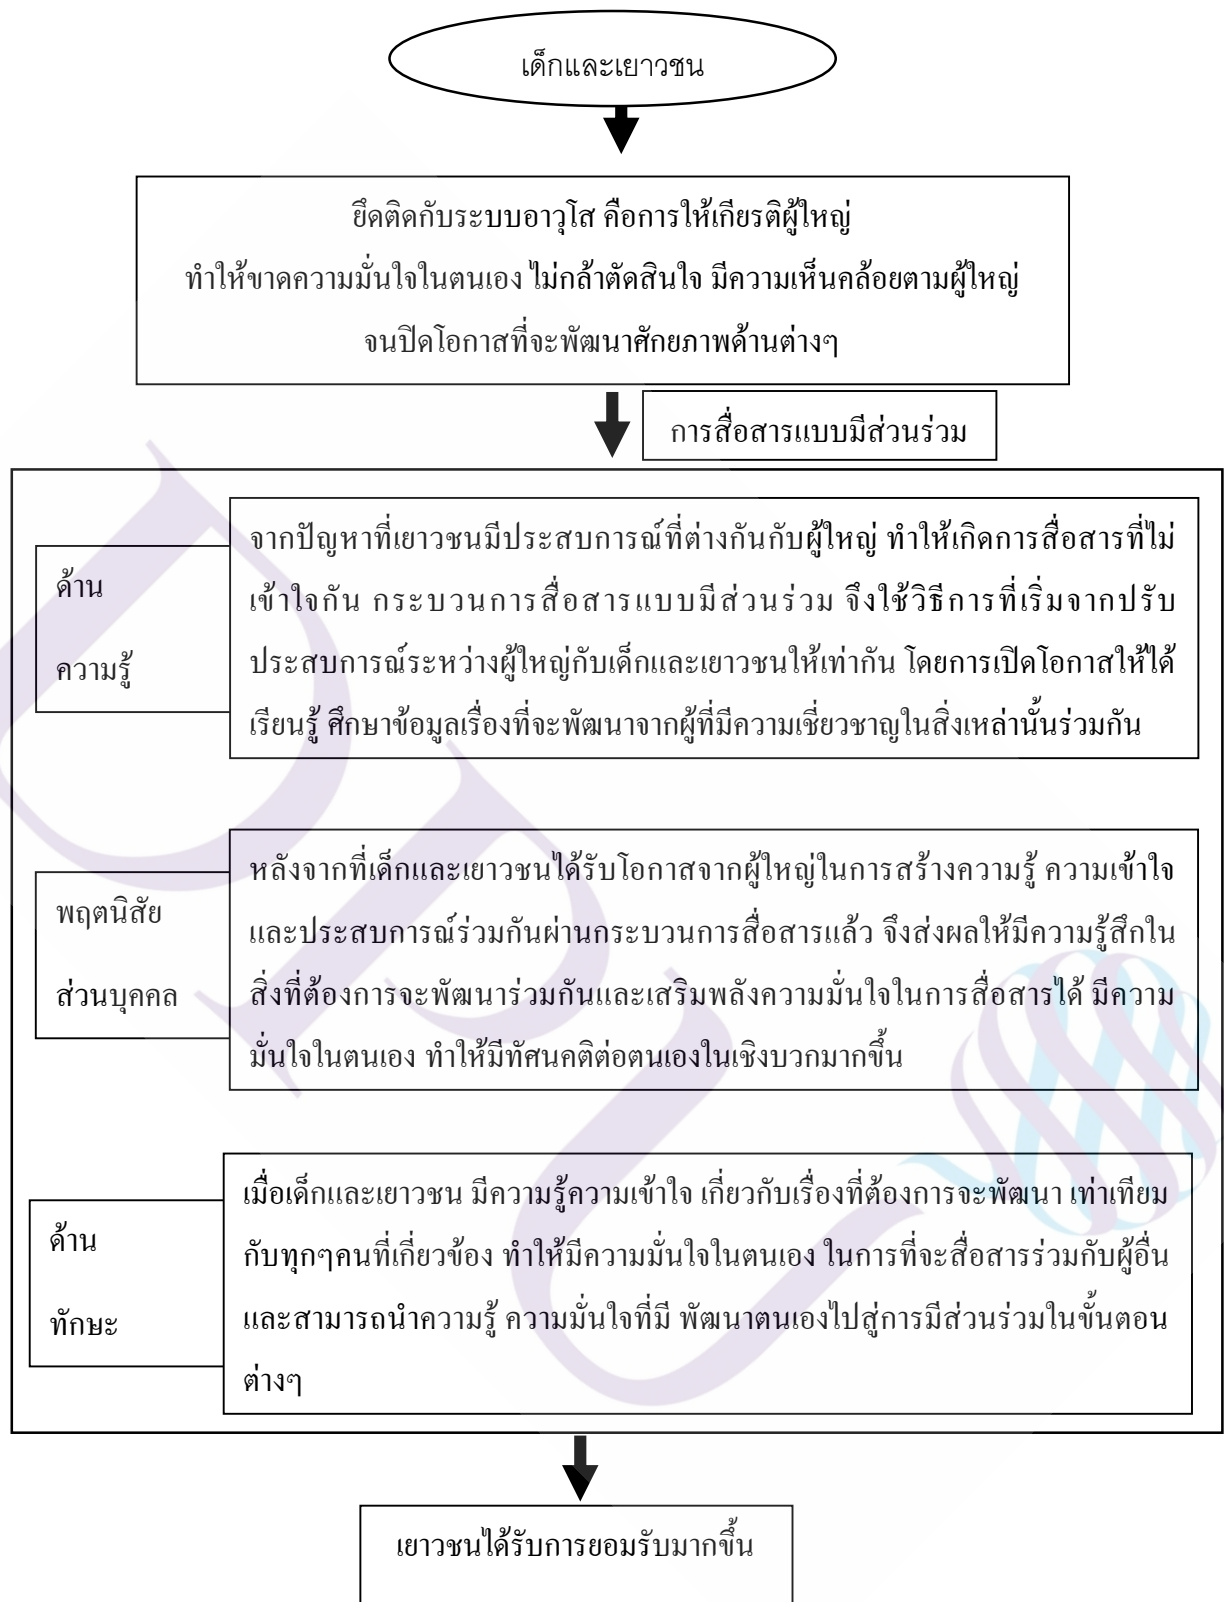 เด็กและเยาวชน
ยึดติดกับระบบอาวุโส คือการให้เกียรติผู้ใหญ่
ทำให้ขาดความมั่นใจในตนเอง ไม่กล้าตัดสินใจ มีความเห็นคล้อยตามผู้ใหญ่
จนปิดโอกาสที่จะพัฒนาศักยภาพด้านต่างๆ
การสื่อสารแบบมีส่วนร่วม
ด้าน
ความรู้
จากปัญหาที่เยาวชนมีประสบการณ์ที่ต่างกันกับผู้ใหญ่ ทำให้เกิดการสื่อสารที่ไม่
เข้าใจกัน กระบวนการสื่อสารแบบมีส่วนร่วม จึงใช้วิธีการที่เริ่มจากปรับ
ประสบการณ์ระหว่างผู้ใหญ่กับเด็กและเยาวชนให้เท่ากัน โดยการเปิดโอกาสให้ได้
เรียนรู้ ศึกษาข้อมูลเรื่องที่จะพัฒนาจากผู้ที่มีความเชี่ยวชาญในสิ่งเหล่านั้นร่วมกัน
พฤตนิสัย
ส่วนบุคคล
หลังจากที่เด็กและเยาวชนได้รับโอกาสจากผู้ใหญ่ในการสร้างความรู้ ความเข้าใจ
และประสบการณ์ร่วมกันผ่านกระบวนการสื่อสารแล้ว จึงส่งผลให้มีความรู้สึกใน
สิ่งที่ต้องการจะพัฒนาร่วมกันและเสริมพลังความมั่นใจในการสื่อสารได้ มีความ
มั่นใจในตนเอง ทำให้มีทัศนคติต่อตนเองในเชิงบวกมากขึ้น
ด้าน
ทักษะ
เมื่อเด็กและเยาวชน มีความรู้ความเข้าใจ เกี่ยวกับเรื่องที่ต้องการจะพัฒนา เท่าเทียม
กับทุกๆคนที่เกี่ยวข้อง ทำให้มีความมั่นใจในตนเอง ในการที่จะสื่อสารร่วมกับผู้อื่น
และสามารถนำความรู้ ความมั่นใจที่มี พัฒนาตนเองไปสู่การมีส่วนร่วมในขั้นตอน
ต่างๆ
เยาวชนได้รับการยอมรับมากขึ้น
DPU